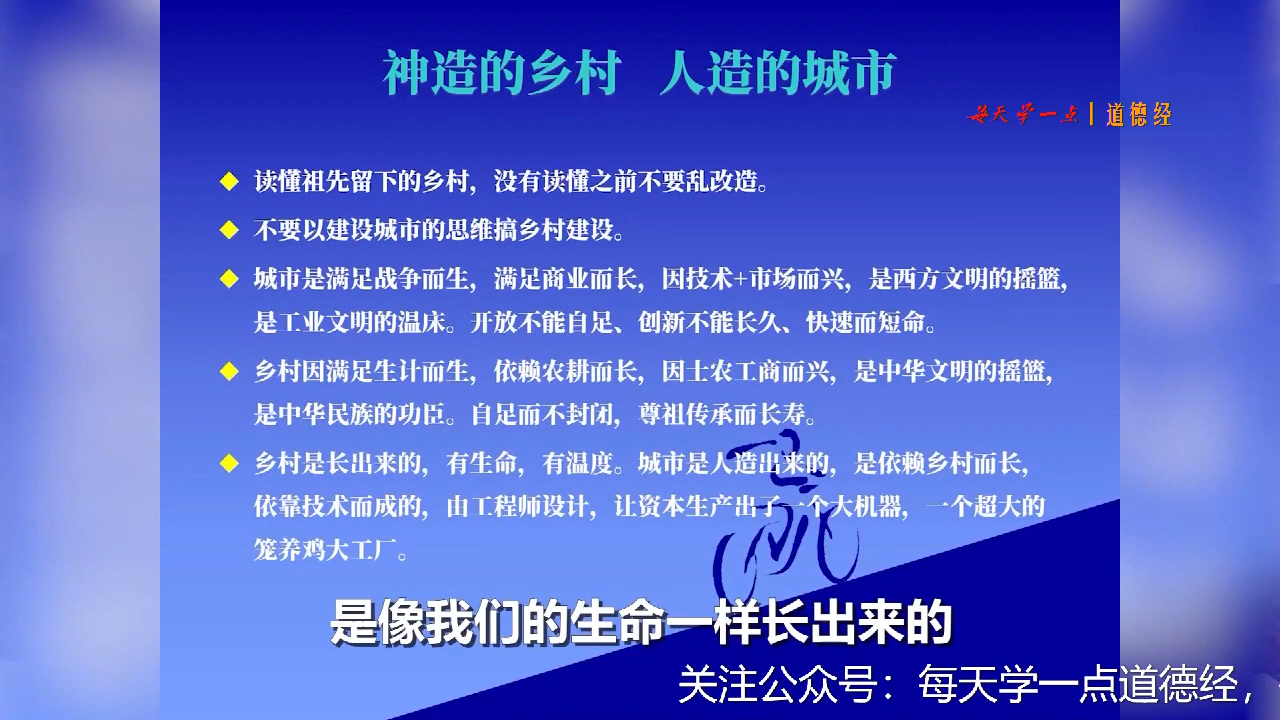 神造的乡村 人造的城市
每天学一点|道德经
读懂祖先留下的乡村，没有读懂之前不要乱改造。
不要以建设城市的思维搞乡村建设。
城市是满足战争而生，满足商业而长，因技术+市场而兴，是西方文明的摇篮，
是工业文明的温床。开放不能自足、创新不能长久、快速而短命。
乡村因满足生计而生，依赖农耕而长，因士农工商而兴，是中华文明的摇篮，
是中华民族的功臣。自足而不封闭，尊祖传承而长寿。
乡村是长出来的，有生命，有温度。城市是人造出来的，是依赖乡村而长，
依靠技术而成的，由工程师设计，让资本生产出了一个大机器，一个超大的
笼养鸡大工厂。
是像我们的生命一样长出来的
关注公众号：每天学一点道德经，